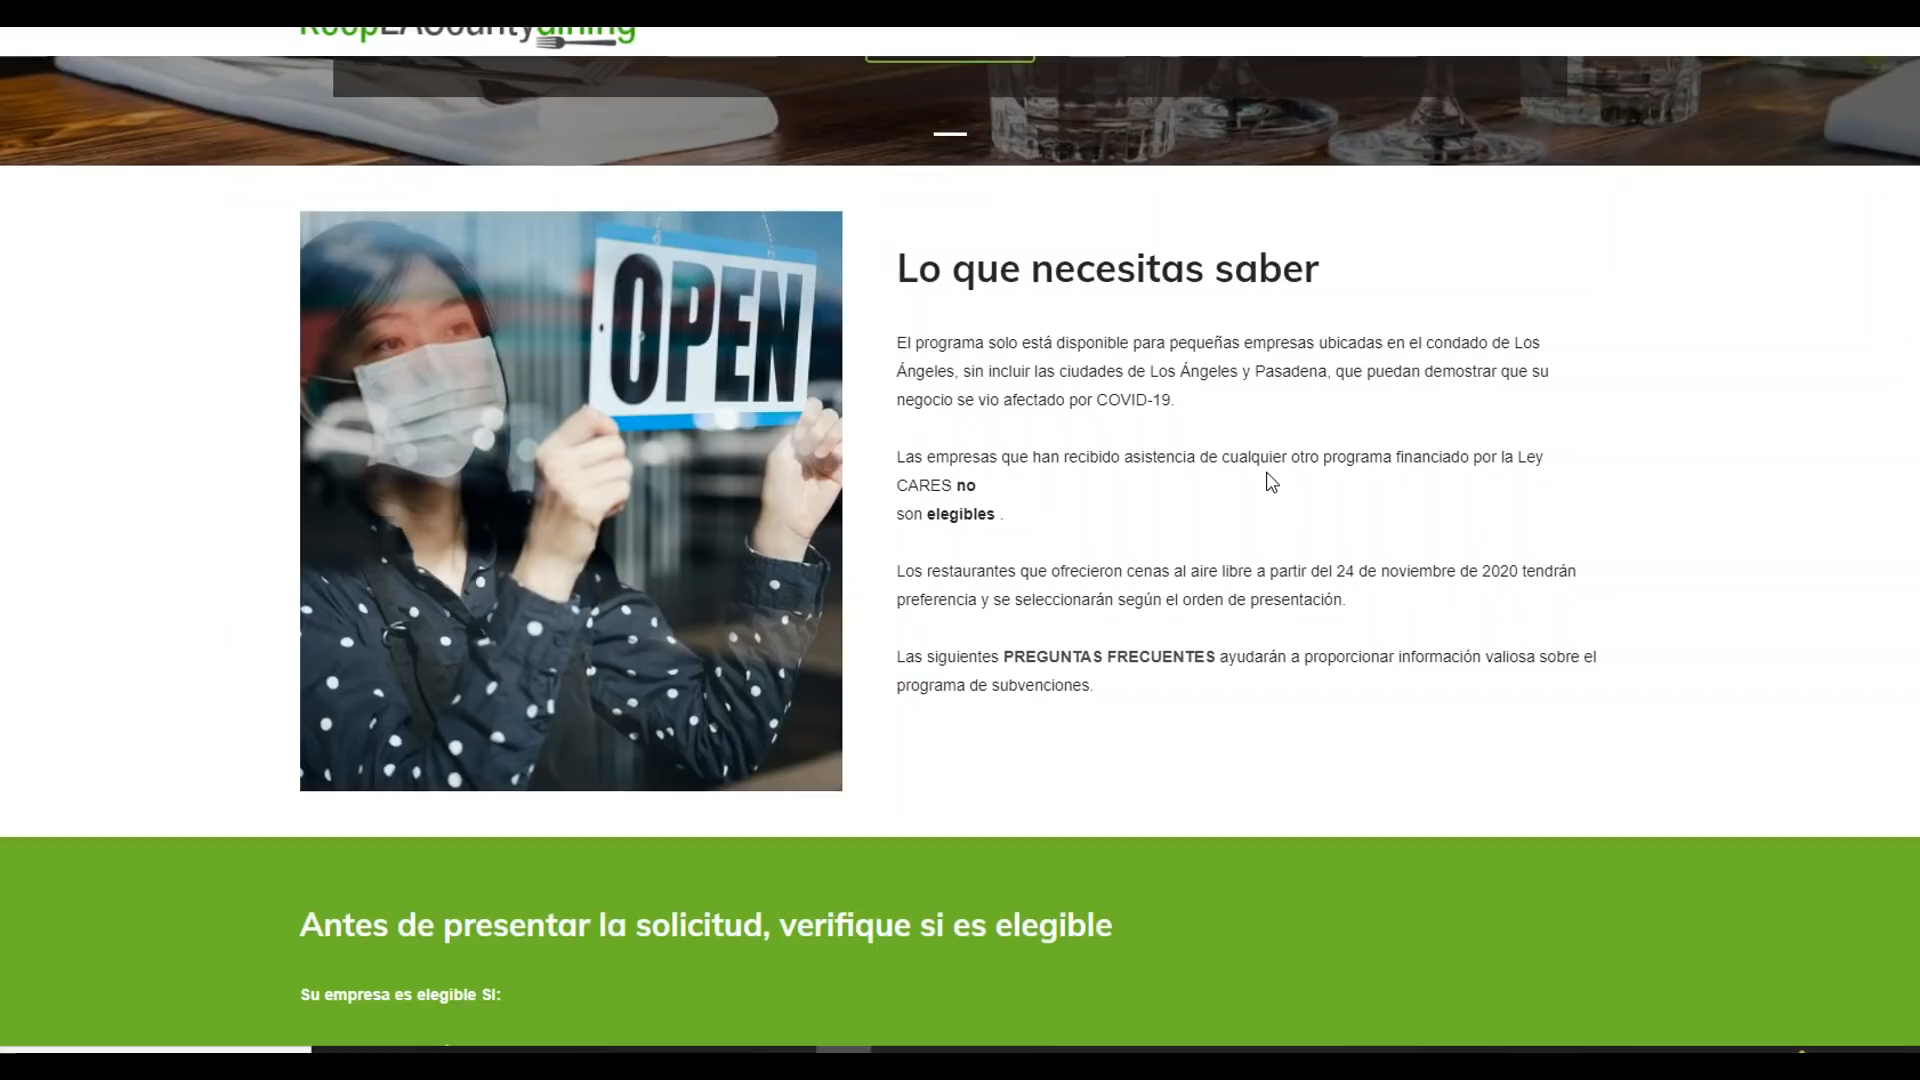 KeepLACountydining
OPEN
Lo que necesitas saber
El programa solo está disponible para pequeñas empresas ubicadas en el condado de Los
Ángeles, sin incluir las ciudades de Los Ángeles y Pasadena, que puedan demostrar que su
negocio se vio afectado por COVID-19.
Las empresas que han recibido asistencia de cualquier otro programa financiado por la Ley
CARES no
son elegibles .
Los restaurantes que ofrecieron cenas al aire libre a partir del 24 de noviembre de 2020 tendrán
preferencia y se seleccionarán según el orden de presentación.
Las siguientes PREGUNTAS FRECUENTES ayudarán a proporcionar información valiosa sobre el
programa de subvenciones.
Antes de presentar la solicitud, verifique si es elegible
Su empresa es elegible SI: